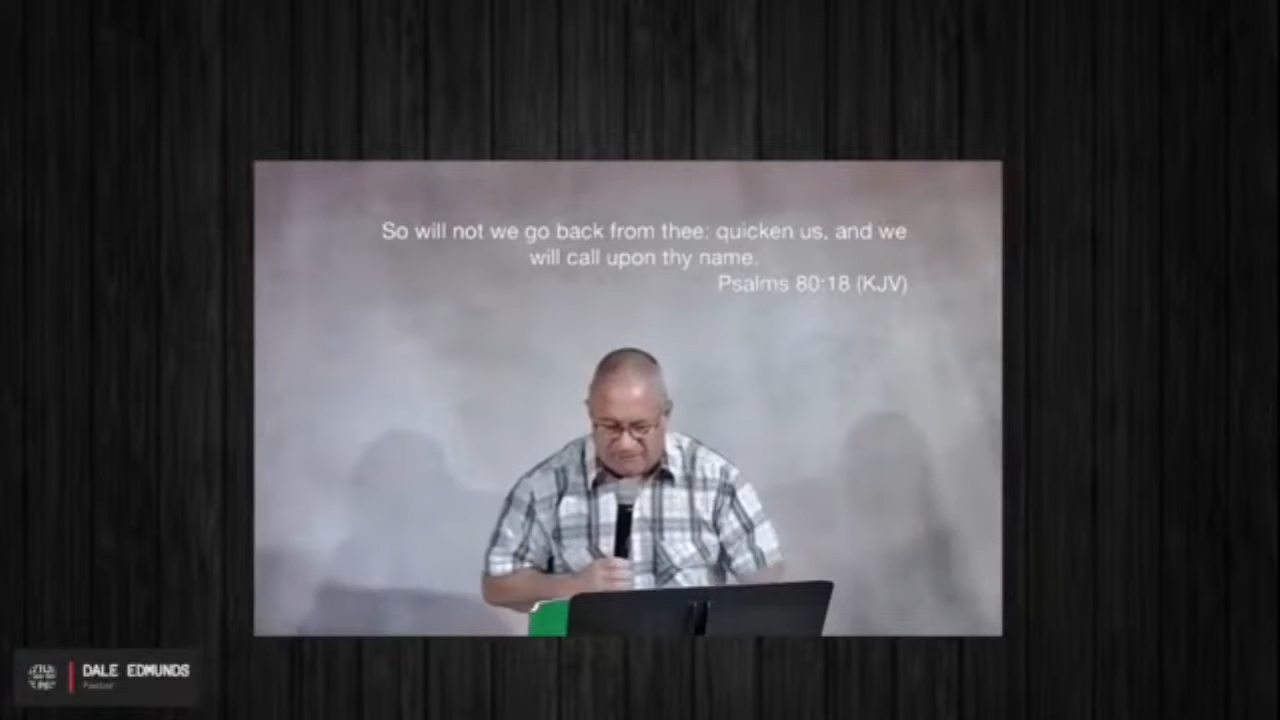 So will not we go back from thee: quicken us, and we
will call upon thy name.
Psalms 80:18 (KJV)
DALE EDMUNDS
Pastor